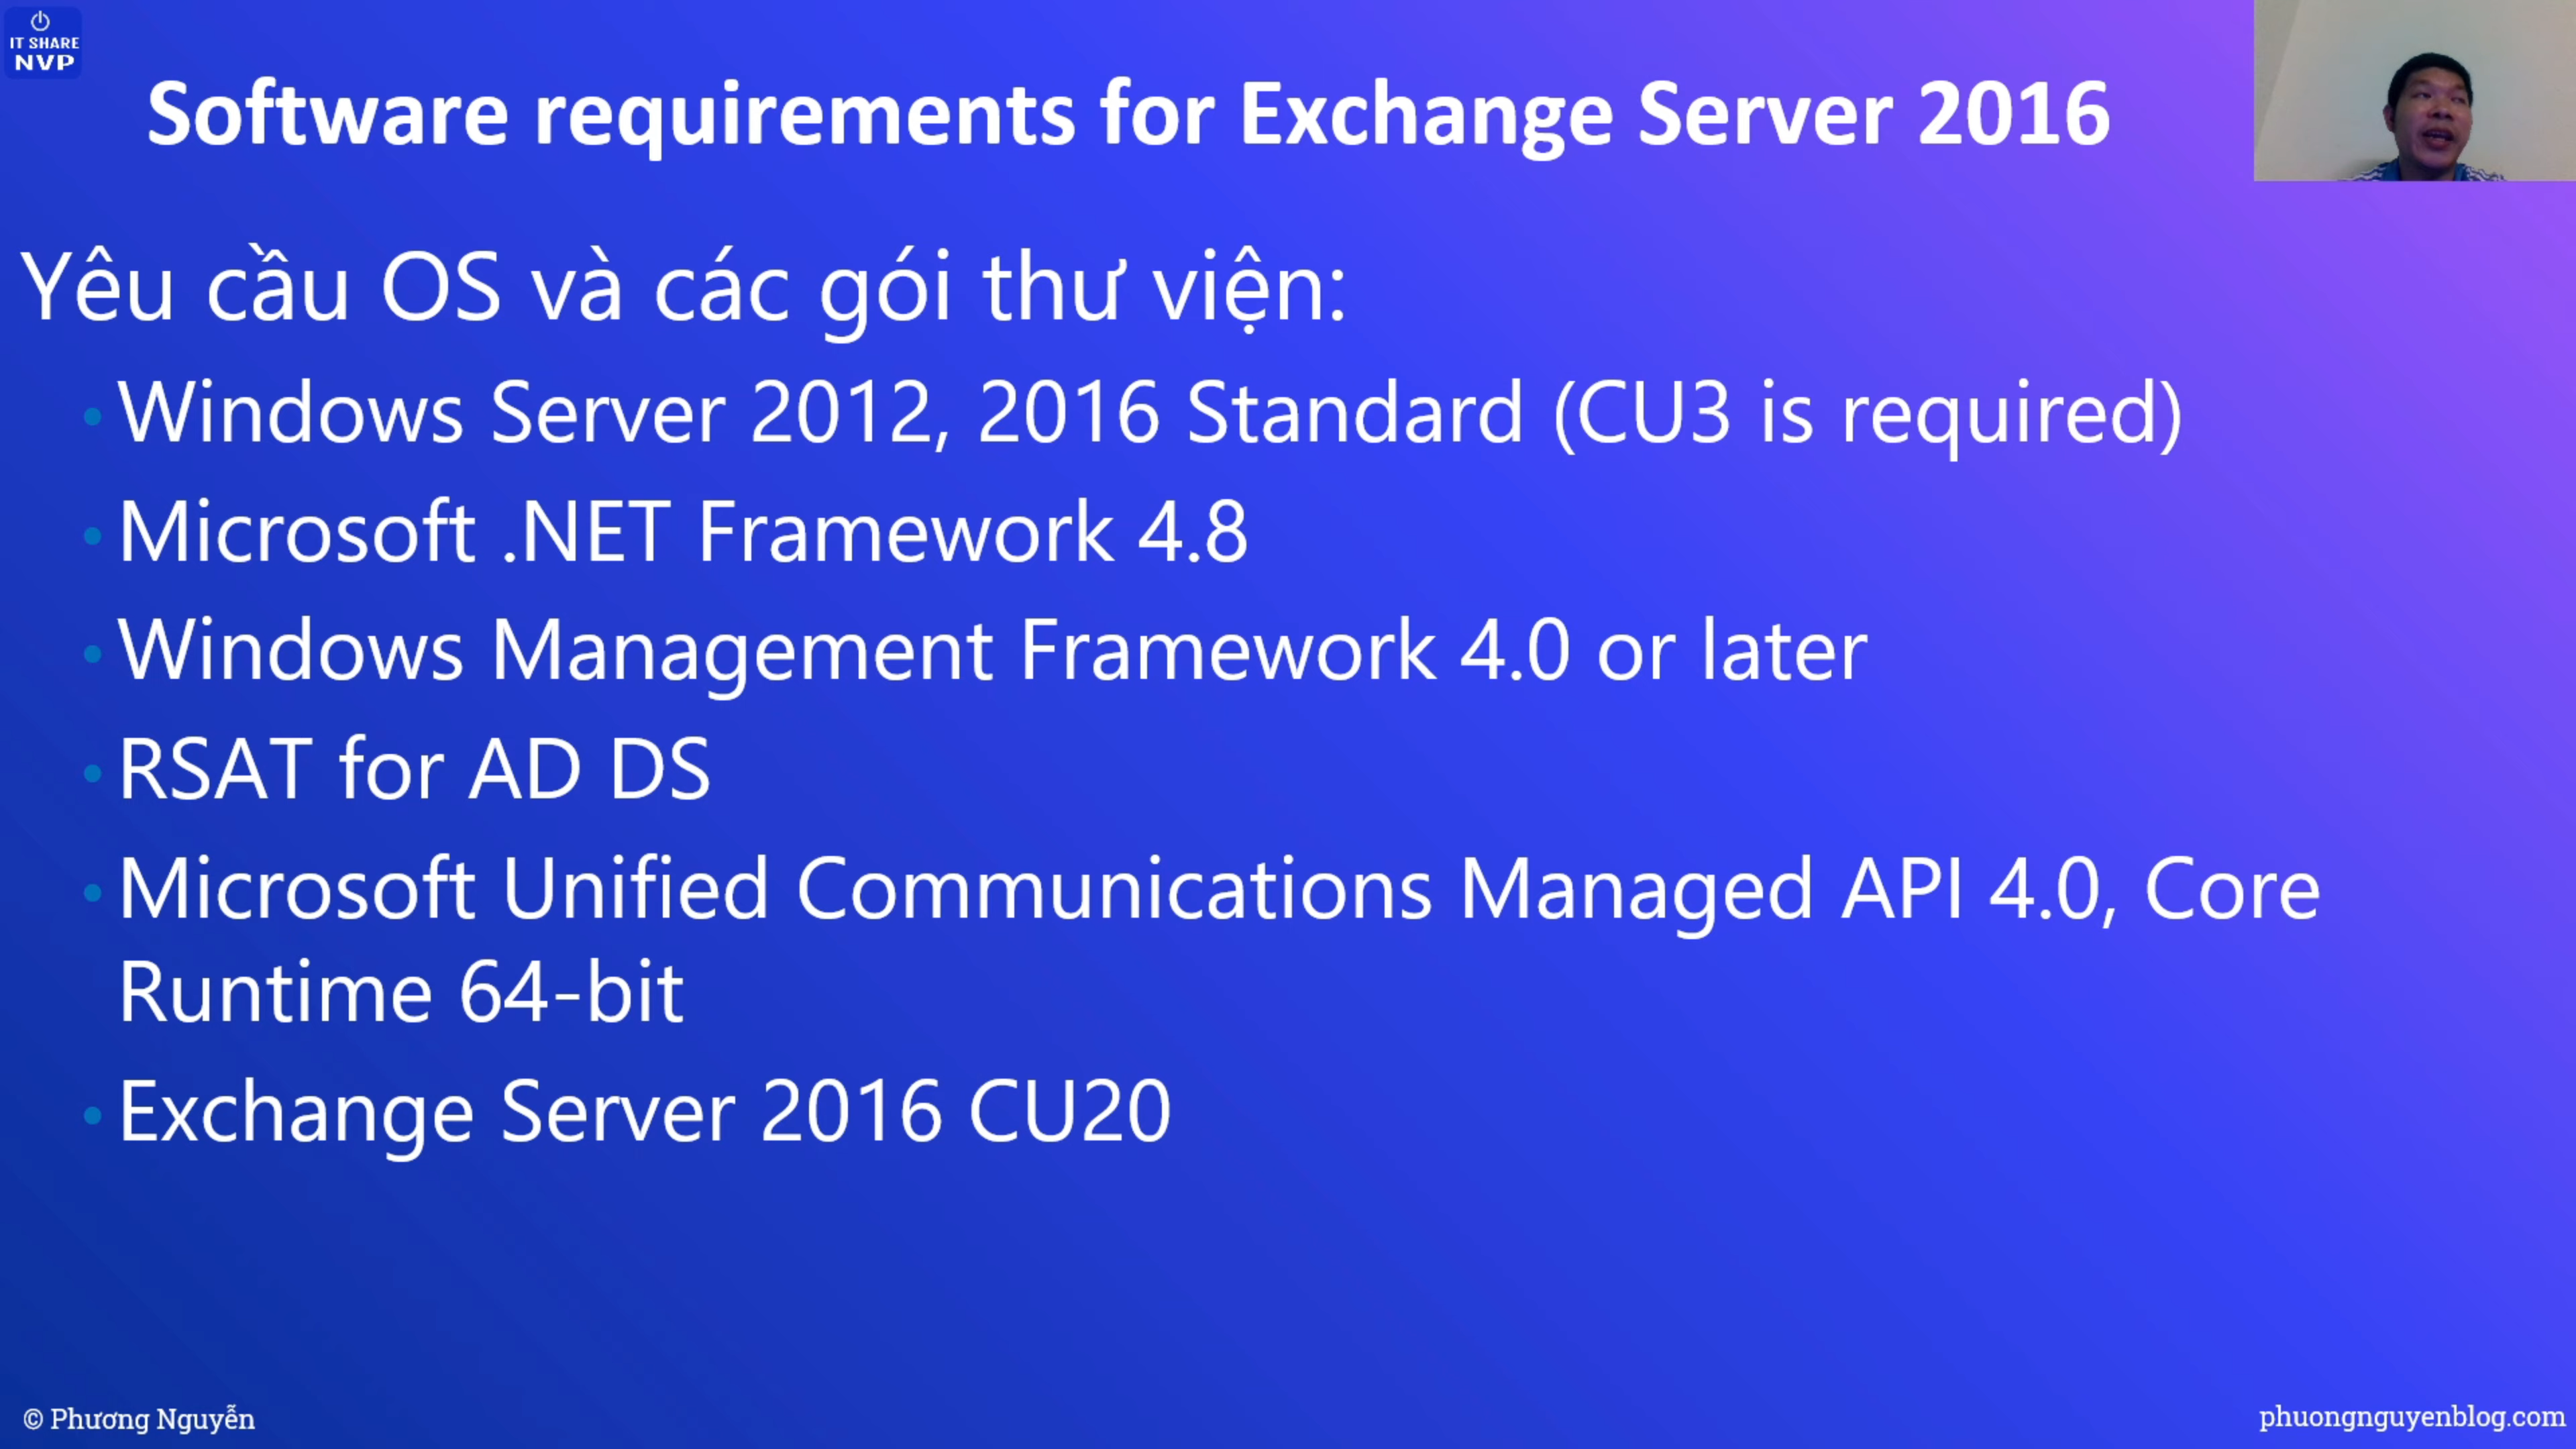 IT SHARE
NVP
Software requirements for Exchange Server 2016
Yêu cầu OS và các gói thư viện:
• Windows Server 2012, 2016 Standard (CU3 is required)
• Microsoft .NET Framework 4.8
• Windows Management Framework 4.0 or later
• RSAT for AD DS
• Microsoft Unified Communications Managed API 4.0, Core
Runtime 64-bit
• Exchange Server 2016 CU20
© Phương Nguyễn
phuongnguyenblog.com